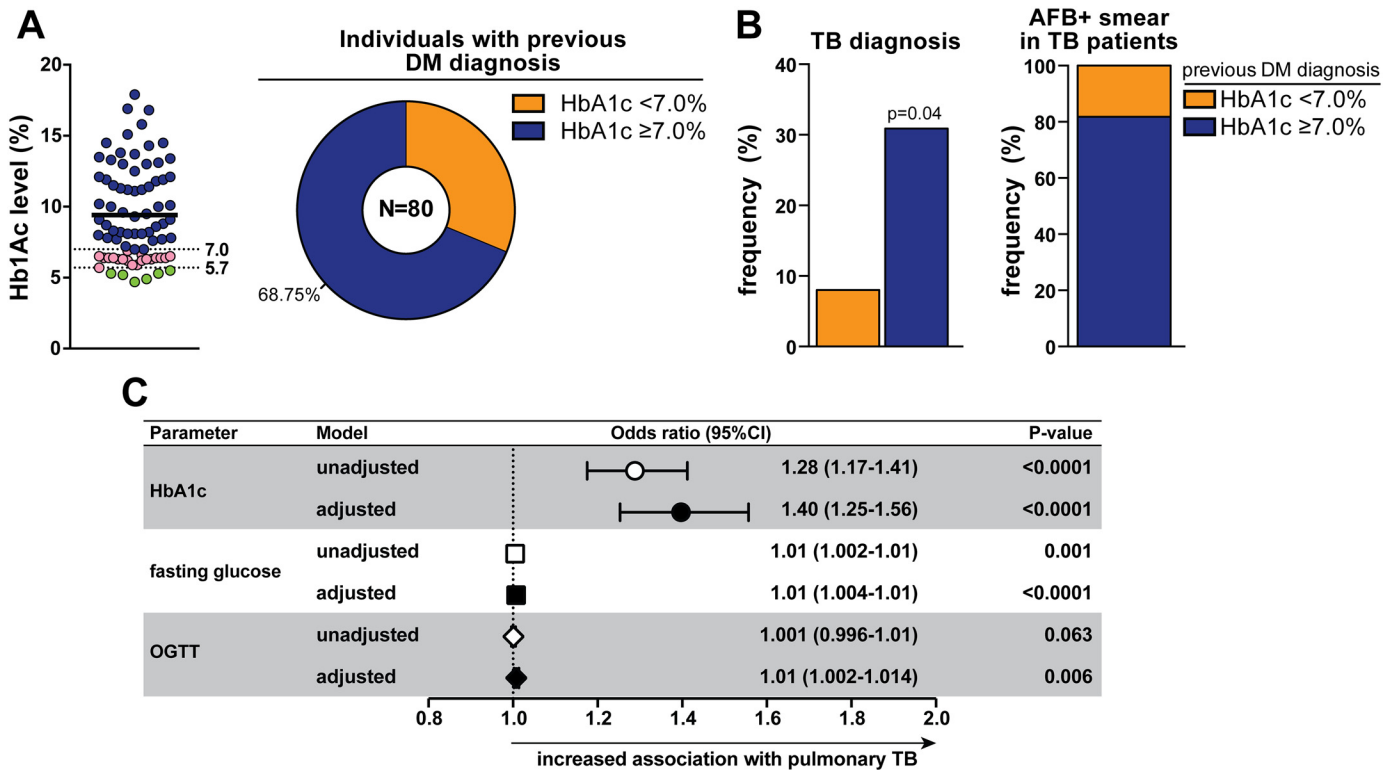 A
Individuals with previous
DM diagnosis
Hb1Ac level (%)
20
15
10
5
0
7.0
5.7
HbA1c <7.0%
HbA1c ≥7.0%
N=80
68.75%
B
TB diagnosis
frequency (%)
40
30
20
10
0
p=0.04
AFB+ smear
in TB patients
frequency (%)
100
80
60
40
20
0
previous DM diagnosis
HbA1c <7.0%
HbA1c ≥7.0%
C
Parameter Model Odds ratio (95%CI) P-value
HbA1c
unadjusted 1.28 (1.17-1.41) <0.0001
adjusted 1.40 (1.25-1.56) <0.0001
fasting glucose
unadjusted 1.01 (1.002-1.01) 0.001
adjusted 1.01 (1.004-1.01) <0.0001
OGTT
unadjusted 1.001 (0.996-1.01) 0.063
adjusted 1.01 (1.002-1.014) 0.006
0.8 1.0 1.2 1.4 1.6 1.8 2.0
increased association with pulmonary TB